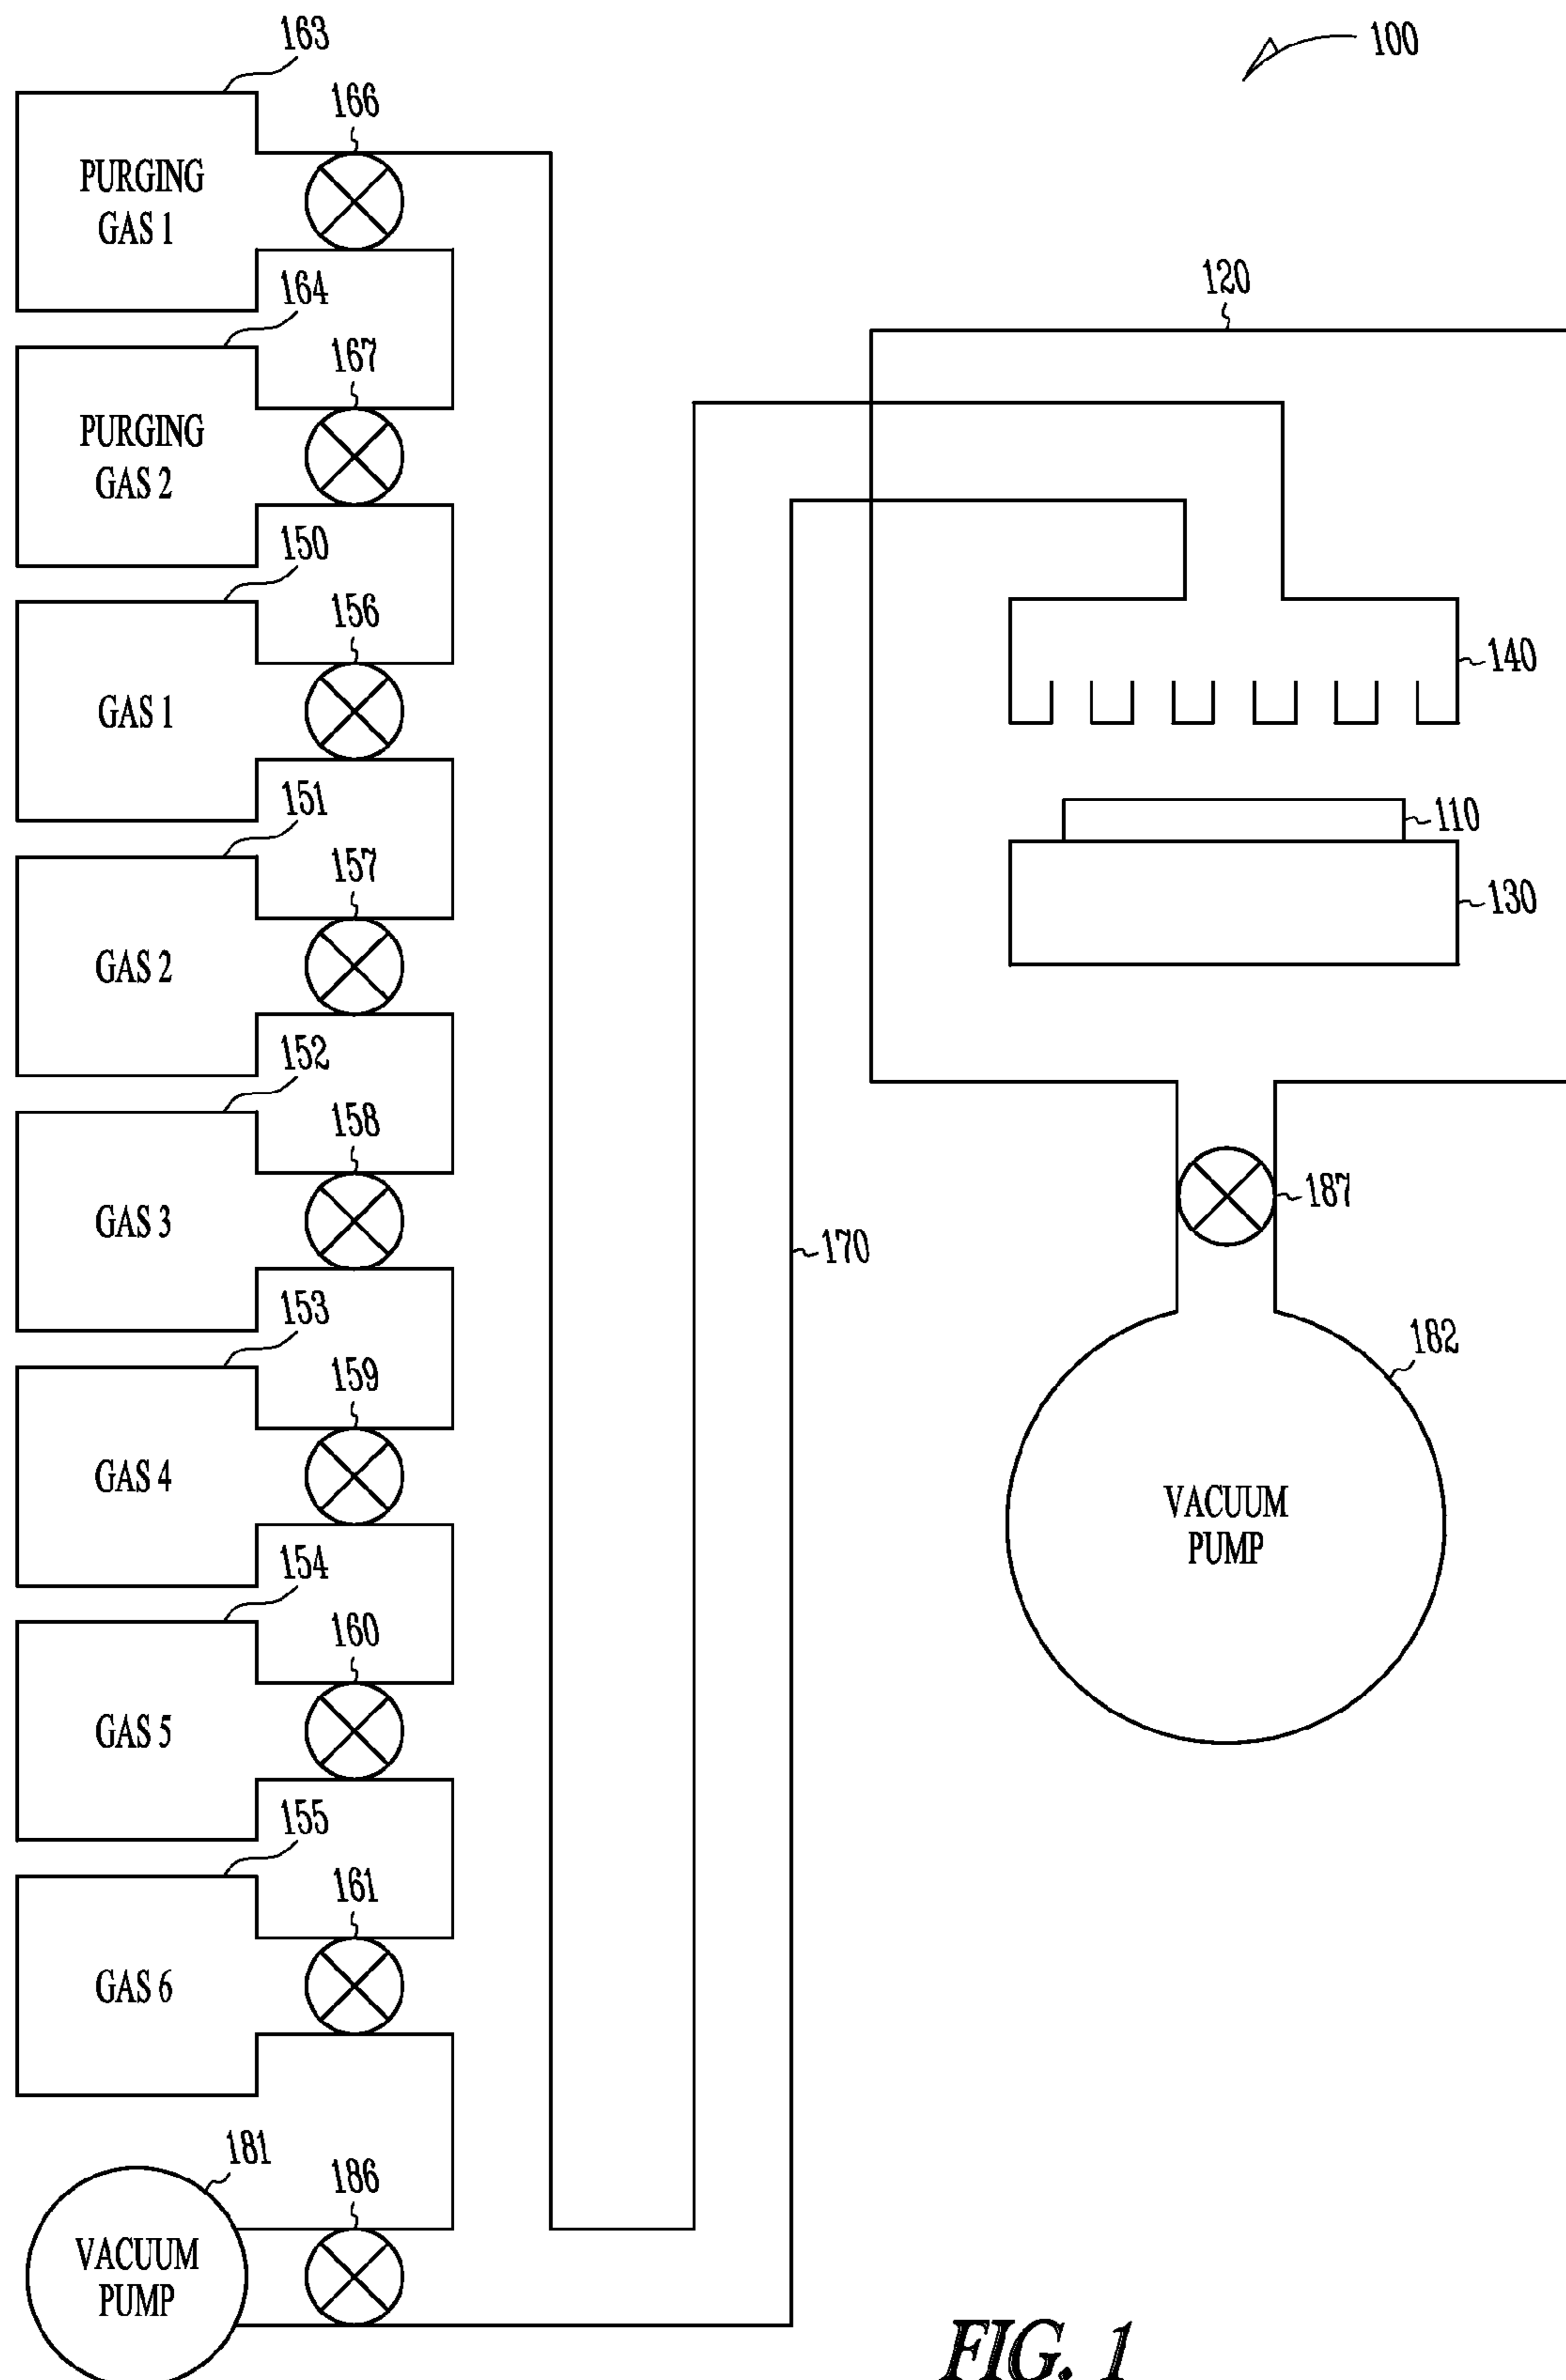 163
100
166
PURGING
GAS 1
120
164
167
PURGING
GAS 2
150
156
140
GAS 1
151
110
157
130
GAS 2
152
158
187
GAS 3
170
153
182
159
GAS 4
VACUUM
PUMP
154
160
GAS 5
155
161
GAS 6
181
186
VACUUM
PUMP
FIG. 1